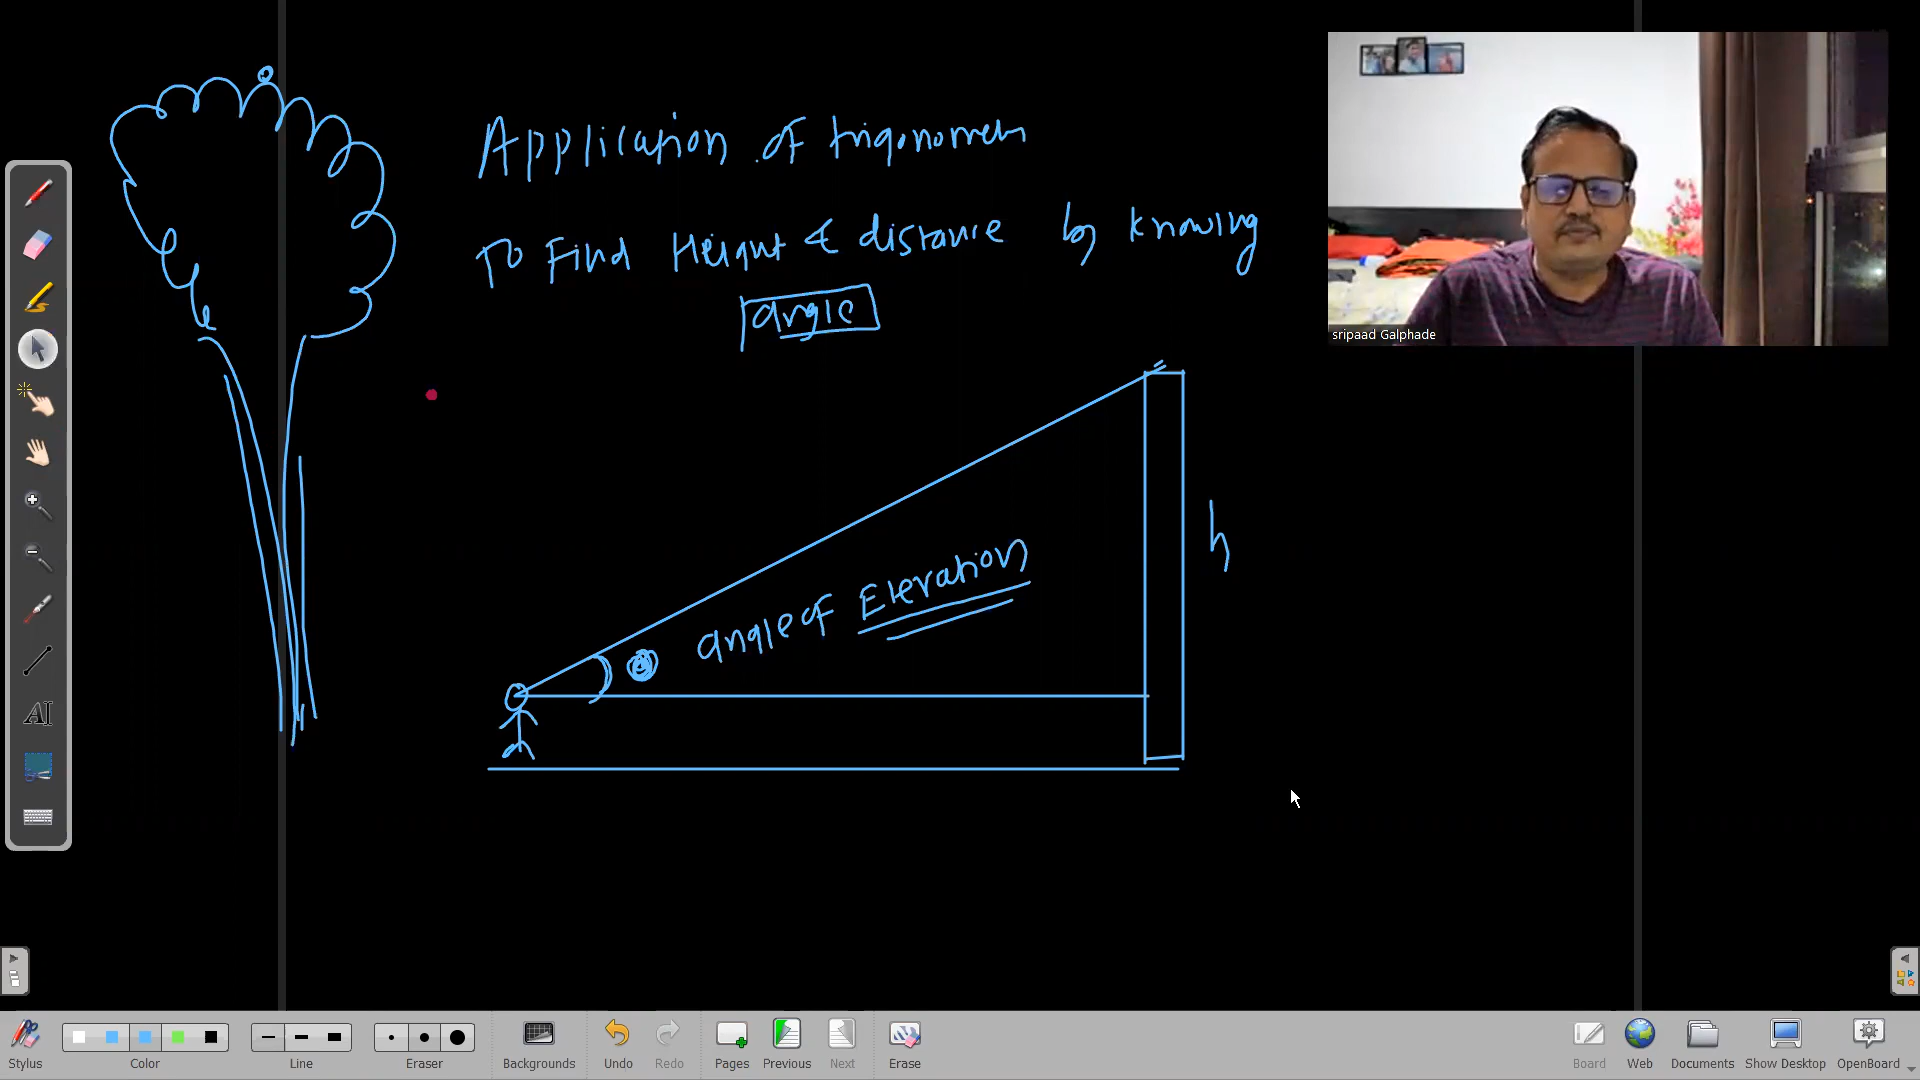 Application of trigonometry
To Find Height & distance by knowing
angle
sripaad Galphade
h
angle of Elevation
AI
Stylus
Color
Line
Eraser
Backgrounds
Undo
Redo
Pages
Previous
Next
Erase
Board
Web
Documents
Show Desktop
OpenBoard